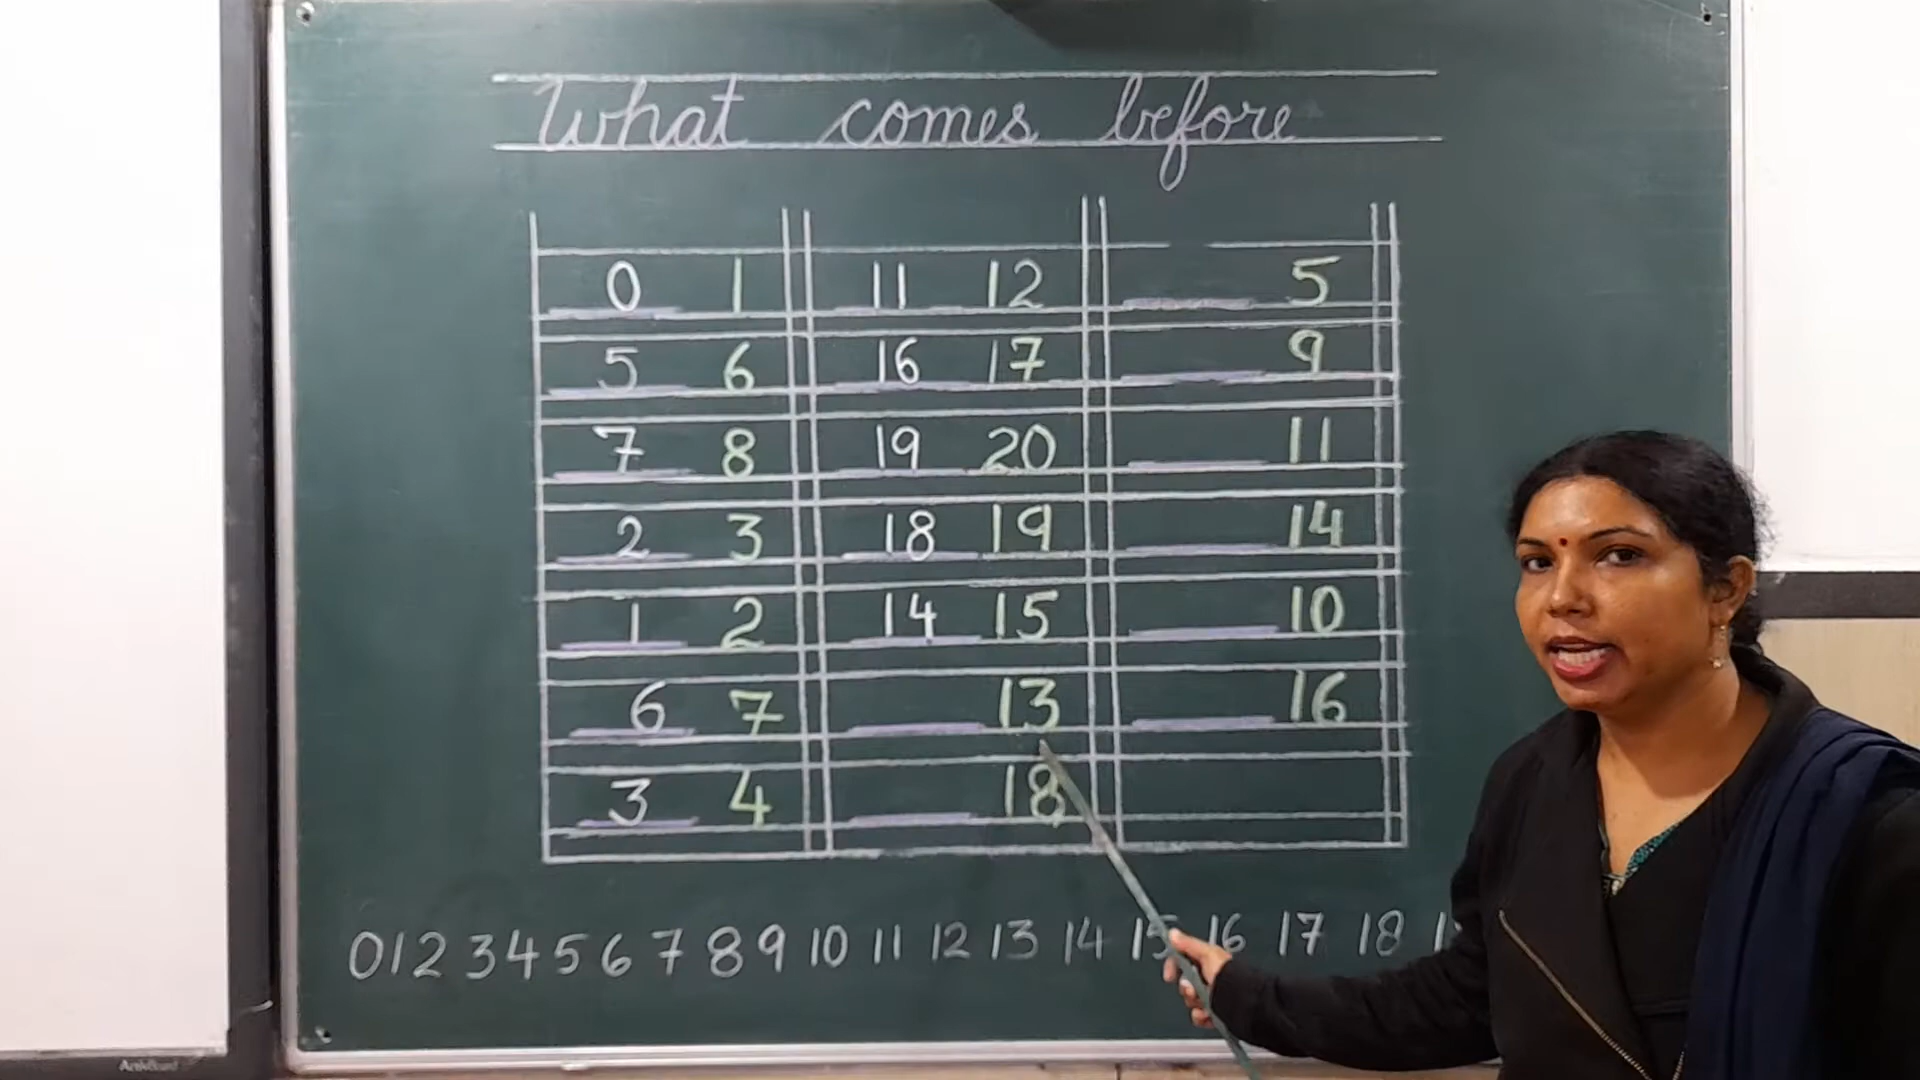 What comes before
0 1 11 12 5
5 6 16 17 9
7 8 19 20 11
2 3 18 19 14
1 2 14 15 10
6 7 13 16
3 4 18
0 1 2 3 4 5 6 7 8 9 10 11 12 13 14 15 16 17 18